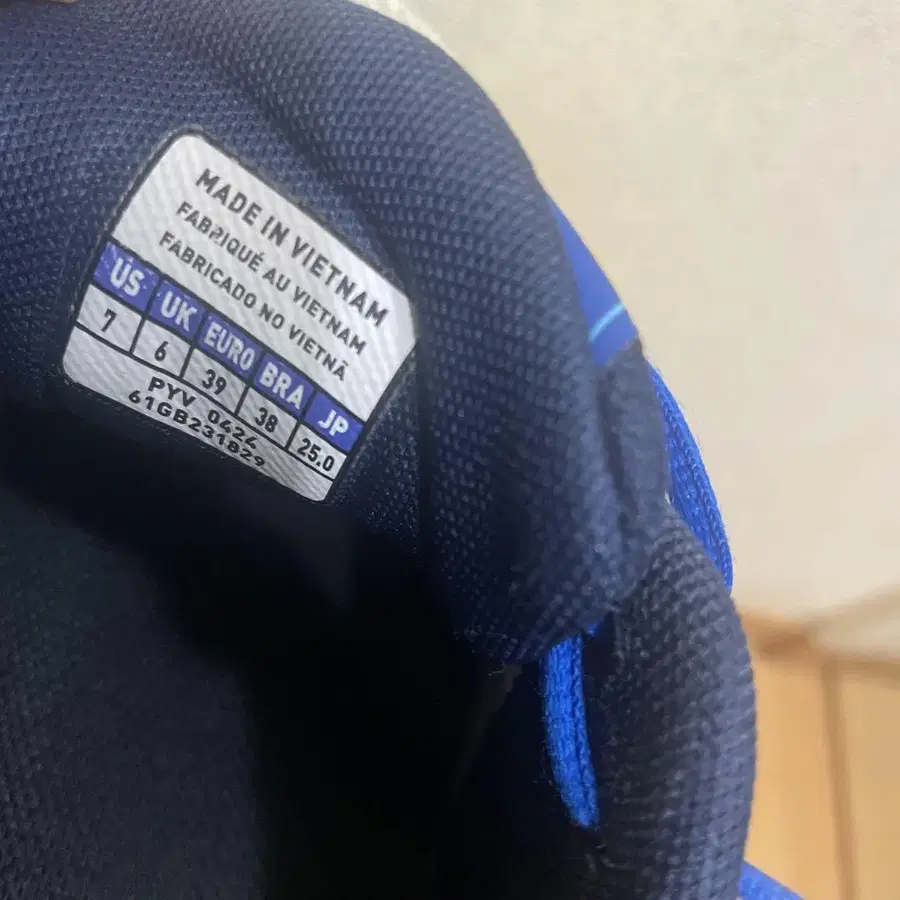 MADE IN VIETNAM
FABRIQUÉ AU VIETNAM
FABRICADO NO VIETNÃ
US UK EURO BRA JP
7 6 39 38 25.0
PYV 0424
61GB231829